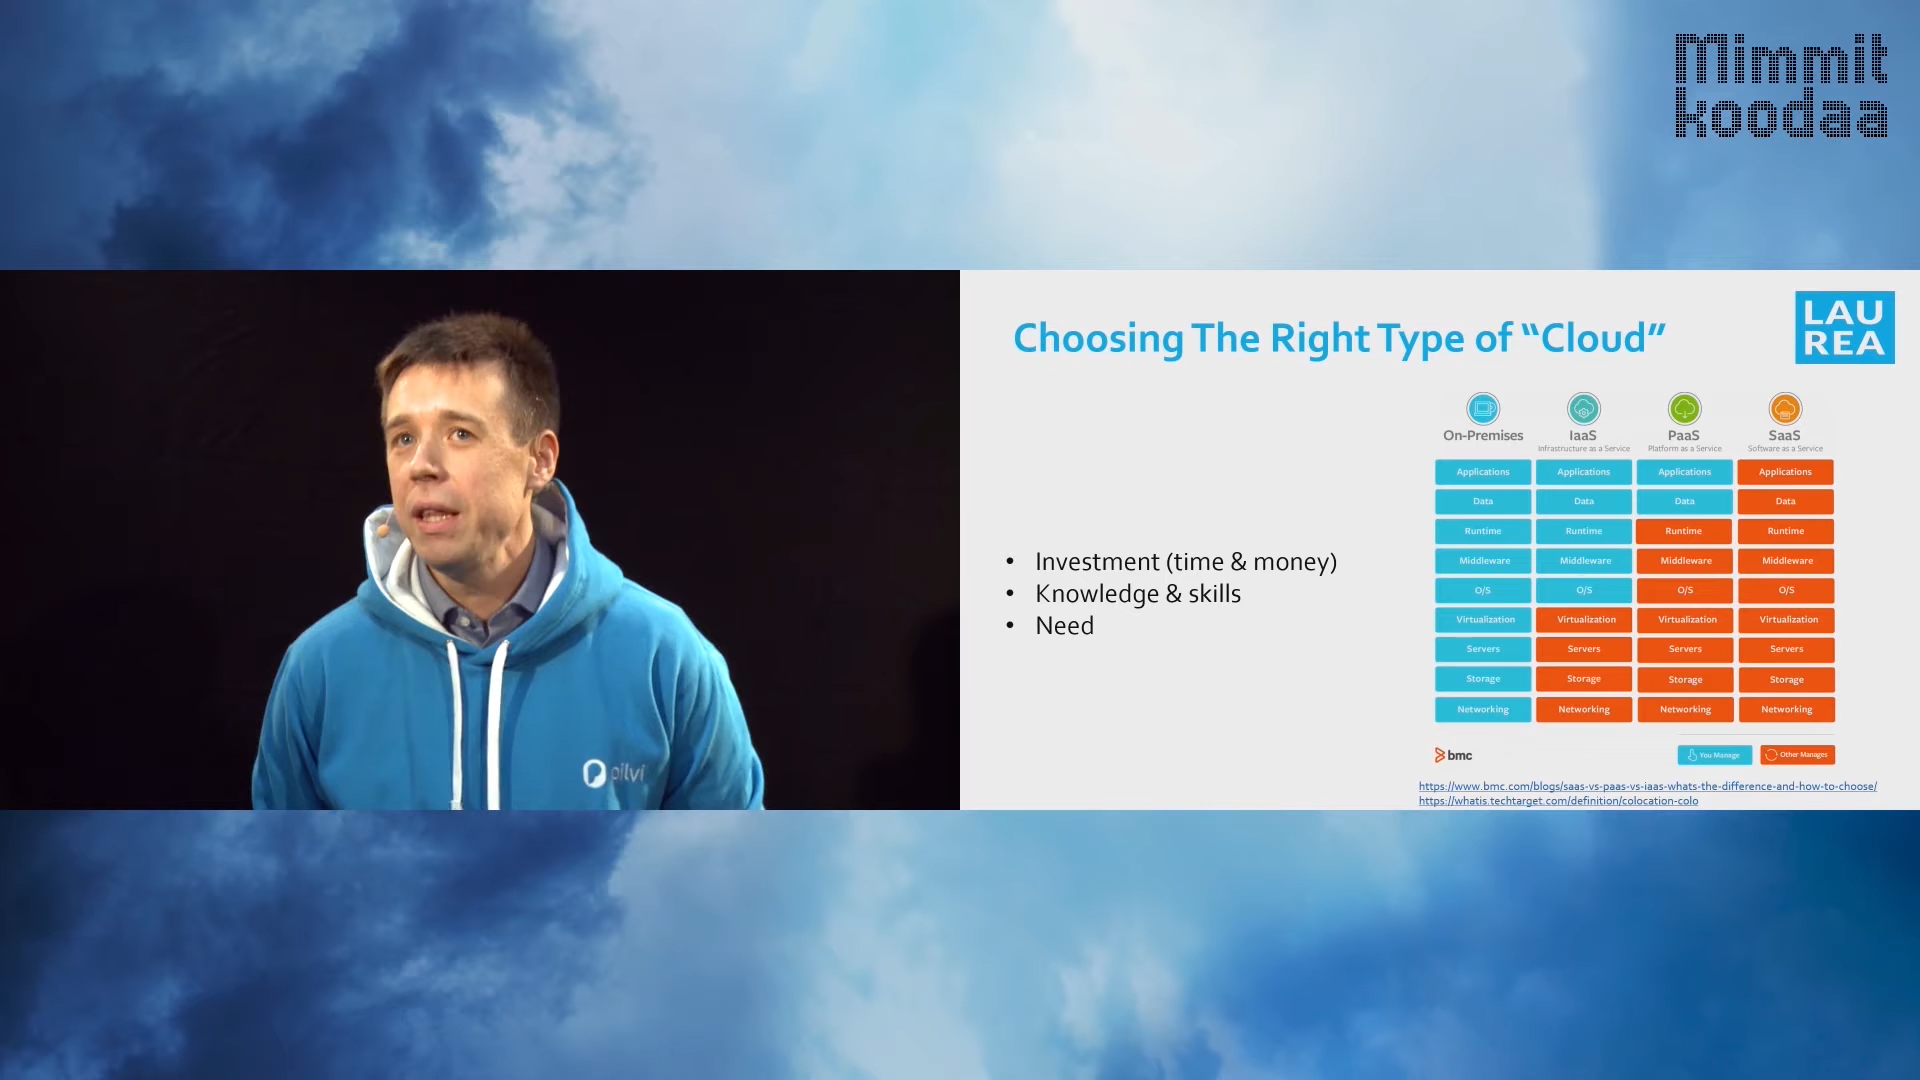 Mimmit
koodaa
LAU
REA
Choosing The Right Type of “Cloud”
• Investment (time & money)
• Knowledge & skills
• Need
On-Premises IaaS PaaS SaaS
Infrastructure as a Service Platform as a Service Software as a Service
Applications Applications Applications Applications
Data Data Data Data
Runtime Runtime Runtime Runtime
Middleware Middleware Middleware Middleware
O/S O/S O/S O/S
Virtualization Virtualization Virtualization Virtualization
Servers Servers Servers Servers
Storage Storage Storage Storage
Networking Networking Networking Networking
bmc You Manage Other Manages
https://www.bmc.com/blogs/saas-vs-paas-vs-iaas-whats-the-difference-and-how-to-choose/
https://whatis.techtarget.com/definition/colocation-colo
pilvi